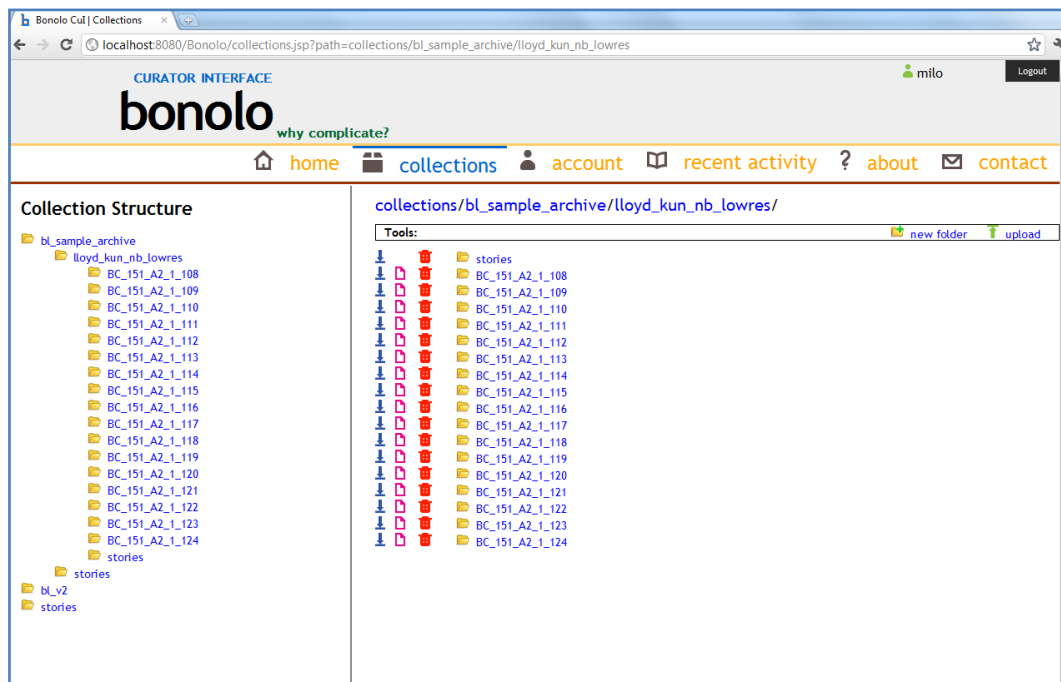 Bonolo CuI | Collections
localhost:8080/Bonolo/collections.jsp?path=collections/bl_sample_archive/lloyd_kun_nb_lowres
milo
Logout
CURATOR INTERFACE
bonolo
why complicate?
home collections account recent activity ? about contact
Collection Structure
bl_sample_archive
lloyd_kun_nb_lowres
BC_151_A2_1_108
BC_151_A2_1_109
BC_151_A2_1_110
BC_151_A2_1_111
BC_151_A2_1_112
BC_151_A2_1_113
BC_151_A2_1_114
BC_151_A2_1_115
BC_151_A2_1_116
BC_151_A2_1_117
BC_151_A2_1_118
BC_151_A2_1_119
BC_151_A2_1_120
BC_151_A2_1_121
BC_151_A2_1_122
BC_151_A2_1_123
BC_151_A2_1_124
stories
stories
bl_v2
stories
collections/bl_sample_archive/lloyd_kun_nb_lowres/
Tools: new folder upload
stories
BC_151_A2_1_108
BC_151_A2_1_109
BC_151_A2_1_110
BC_151_A2_1_111
BC_151_A2_1_112
BC_151_A2_1_113
BC_151_A2_1_114
BC_151_A2_1_115
BC_151_A2_1_116
BC_151_A2_1_117
BC_151_A2_1_118
BC_151_A2_1_119
BC_151_A2_1_120
BC_151_A2_1_121
BC_151_A2_1_122
BC_151_A2_1_123
BC_151_A2_1_124